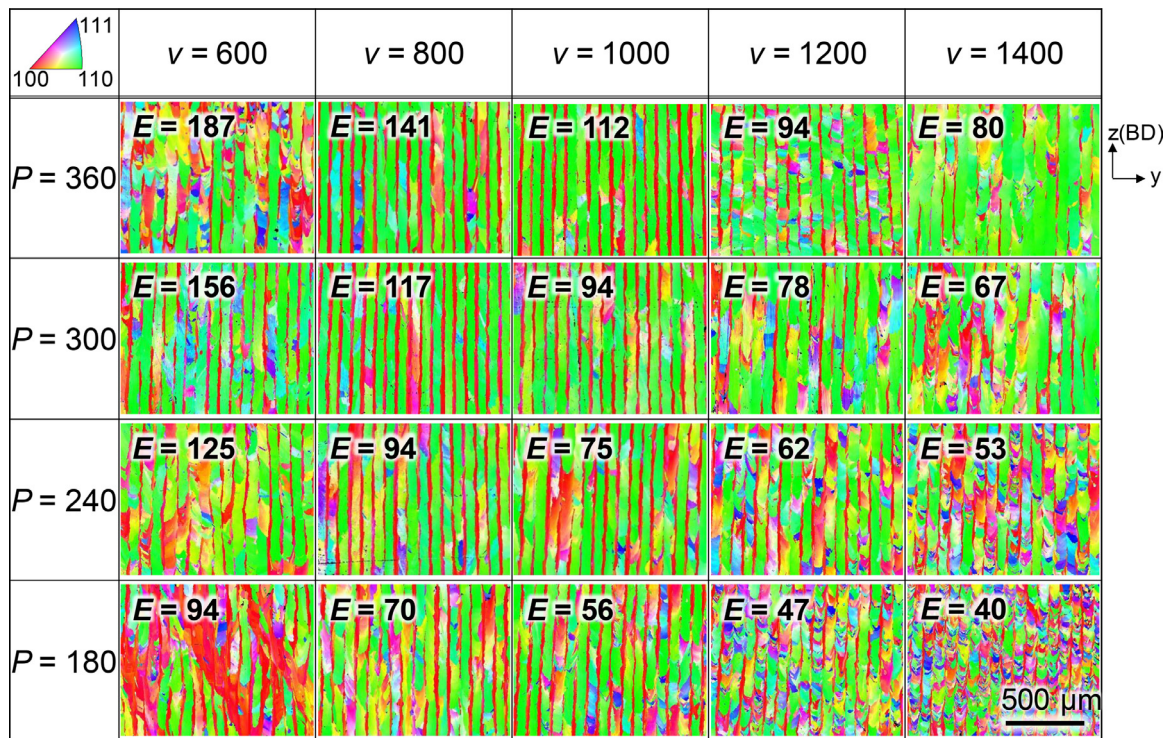 111
100 110
v = 600 v = 800 v = 1000 v = 1200 v = 1400
z(BD)
y
P = 360 E = 187 E = 141 E = 112 E = 94 E = 80
P = 300 E = 156 E = 117 E = 94 E = 78 E = 67
P = 240 E = 125 E = 94 E = 75 E = 62 E = 53
P = 180 E = 94 E = 70 E = 56 E = 47 E = 40
500 μm